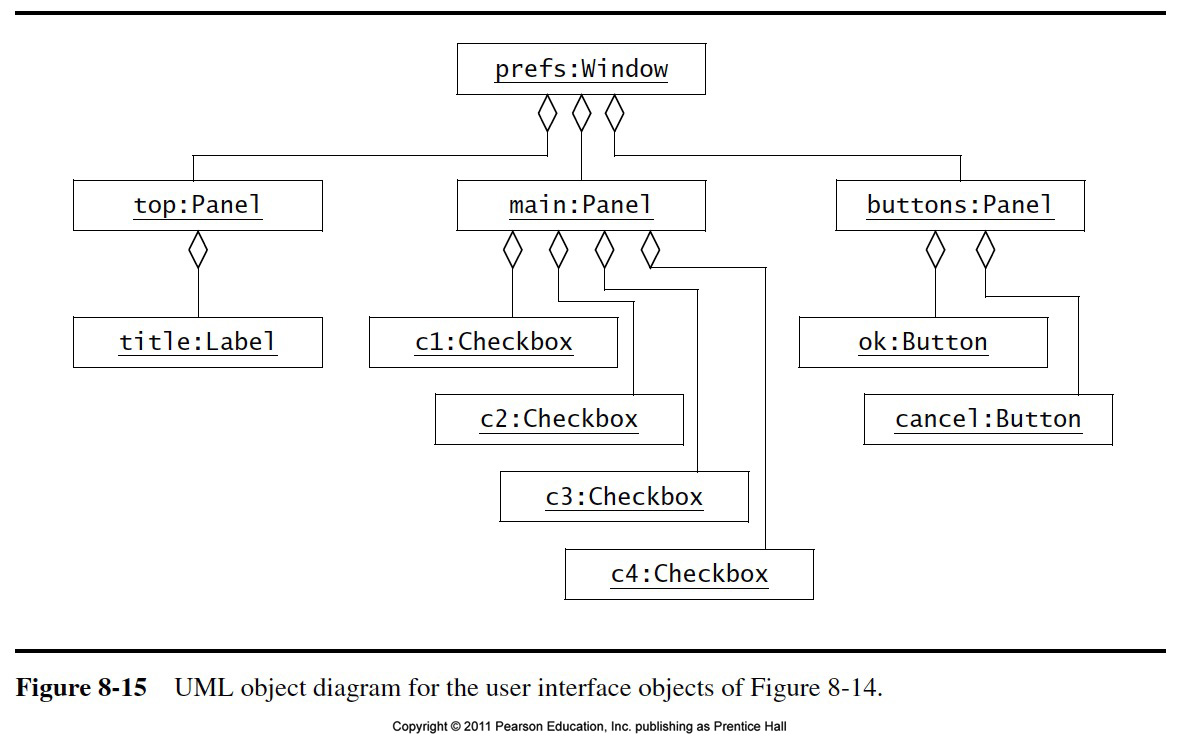 prefs:Window
top:Panel
main:Panel
buttons:Panel
title:Label
c1:Checkbox
ok:Button
c2:Checkbox
cancel:Button
c3:Checkbox
c4:Checkbox
Figure 8-15 UML object diagram for the user interface objects of Figure 8-14.
Copyright © 2011 Pearson Education, Inc. publishing as Prentice Hall